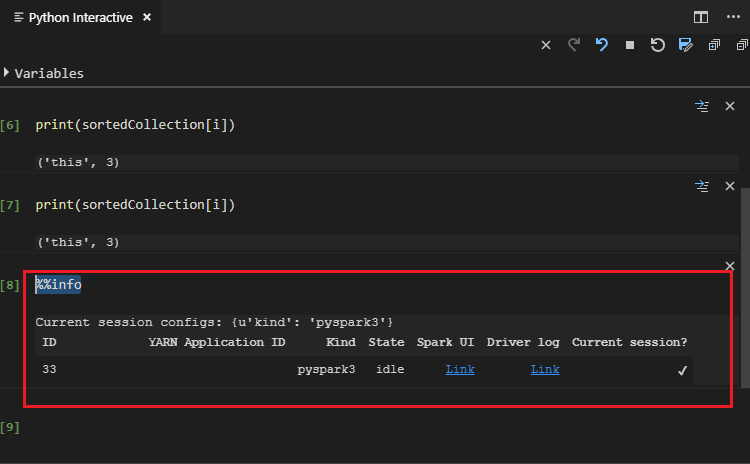 Python Interactive
Variables
[6] print(sortedCollection[i])
('this', 3)
[7] print(sortedCollection[i])
('this', 3)
[8] %%info
Current session configs: {u'kind': 'pyspark3'}
ID YARN Application ID Kind State Spark UI Driver log Current session?
33 pyspark3 idle Link Link ✔
[9]